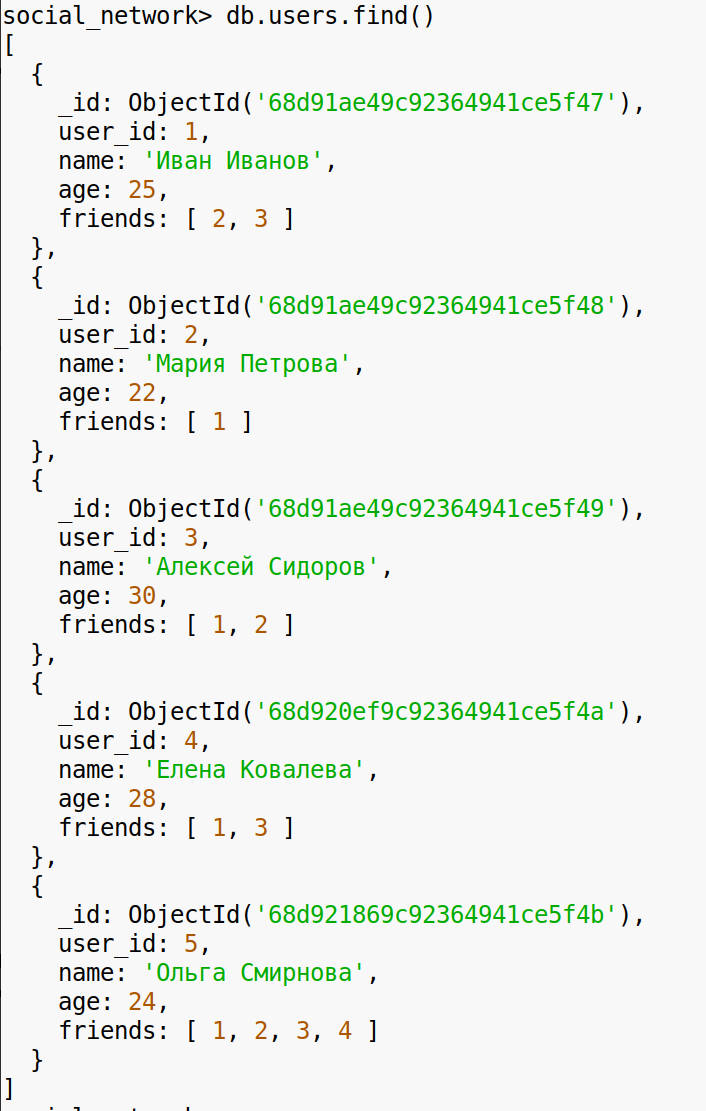 social_network> db.users.find()
[
  {
    _id: ObjectId('68d91ae49c92364941ce5f47'),
    user_id: 1,
    name: 'Иван Иванов',
    age: 25,
    friends: [ 2, 3 ]
  },
  {
    _id: ObjectId('68d91ae49c92364941ce5f48'),
    user_id: 2,
    name: 'Мария Петрова',
    age: 22,
    friends: [ 1 ]
  },
  {
    _id: ObjectId('68d91ae49c92364941ce5f49'),
    user_id: 3,
    name: 'Алексей Сидоров',
    age: 30,
    friends: [ 1, 2 ]
  },
  {
    _id: ObjectId('68d920ef9c92364941ce5f4a'),
    user_id: 4,
    name: 'Елена Ковалева',
    age: 28,
    friends: [ 1, 3 ]
  },
  {
    _id: ObjectId('68d921869c92364941ce5f4b'),
    user_id: 5,
    name: 'Ольга Смирнова',
    age: 24,
    friends: [ 1, 2, 3, 4 ]
  }
]